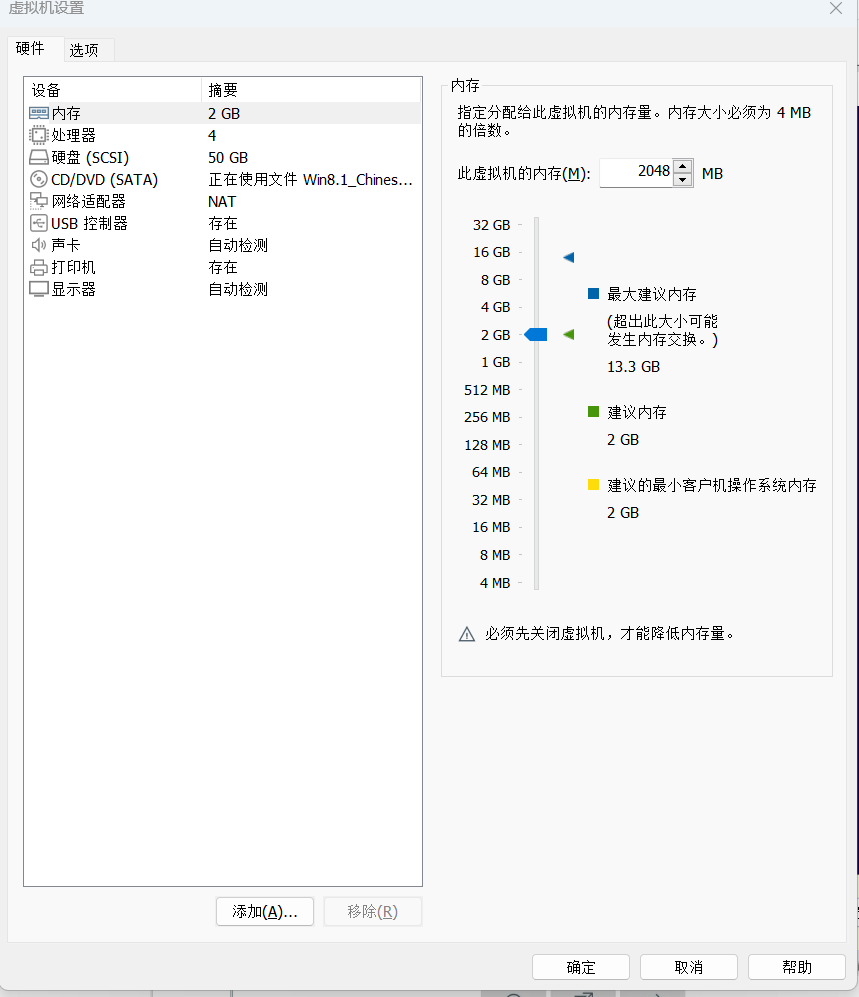 虚拟机设置
硬件 选项
设备 摘要
内存 2 GB
处理器 4
硬盘 (SCSI) 50 GB
CD/DVD (SATA) 正在使用文件 Win8.1_Chines...
网络适配器 NAT
USB 控制器 存在
声卡 自动检测
打印机 存在
显示器 自动检测
添加(A)... 移除(R)
内存
指定分配给此虚拟机的内存量。内存大小必须为 4 MB
的倍数。
此虚拟机的内存(M): 2048 MB
32 GB
16 GB
8 GB
4 GB
2 GB
1 GB
512 MB
256 MB
128 MB
64 MB
32 MB
16 MB
8 MB
4 MB
最大建议内存
(超出此大小可能
发生内存交换。)
13.3 GB
建议内存
2 GB
建议的最小客户机操作系统内存
2 GB
必须先关闭虚拟机，才能降低内存量。
确定 取消 帮助